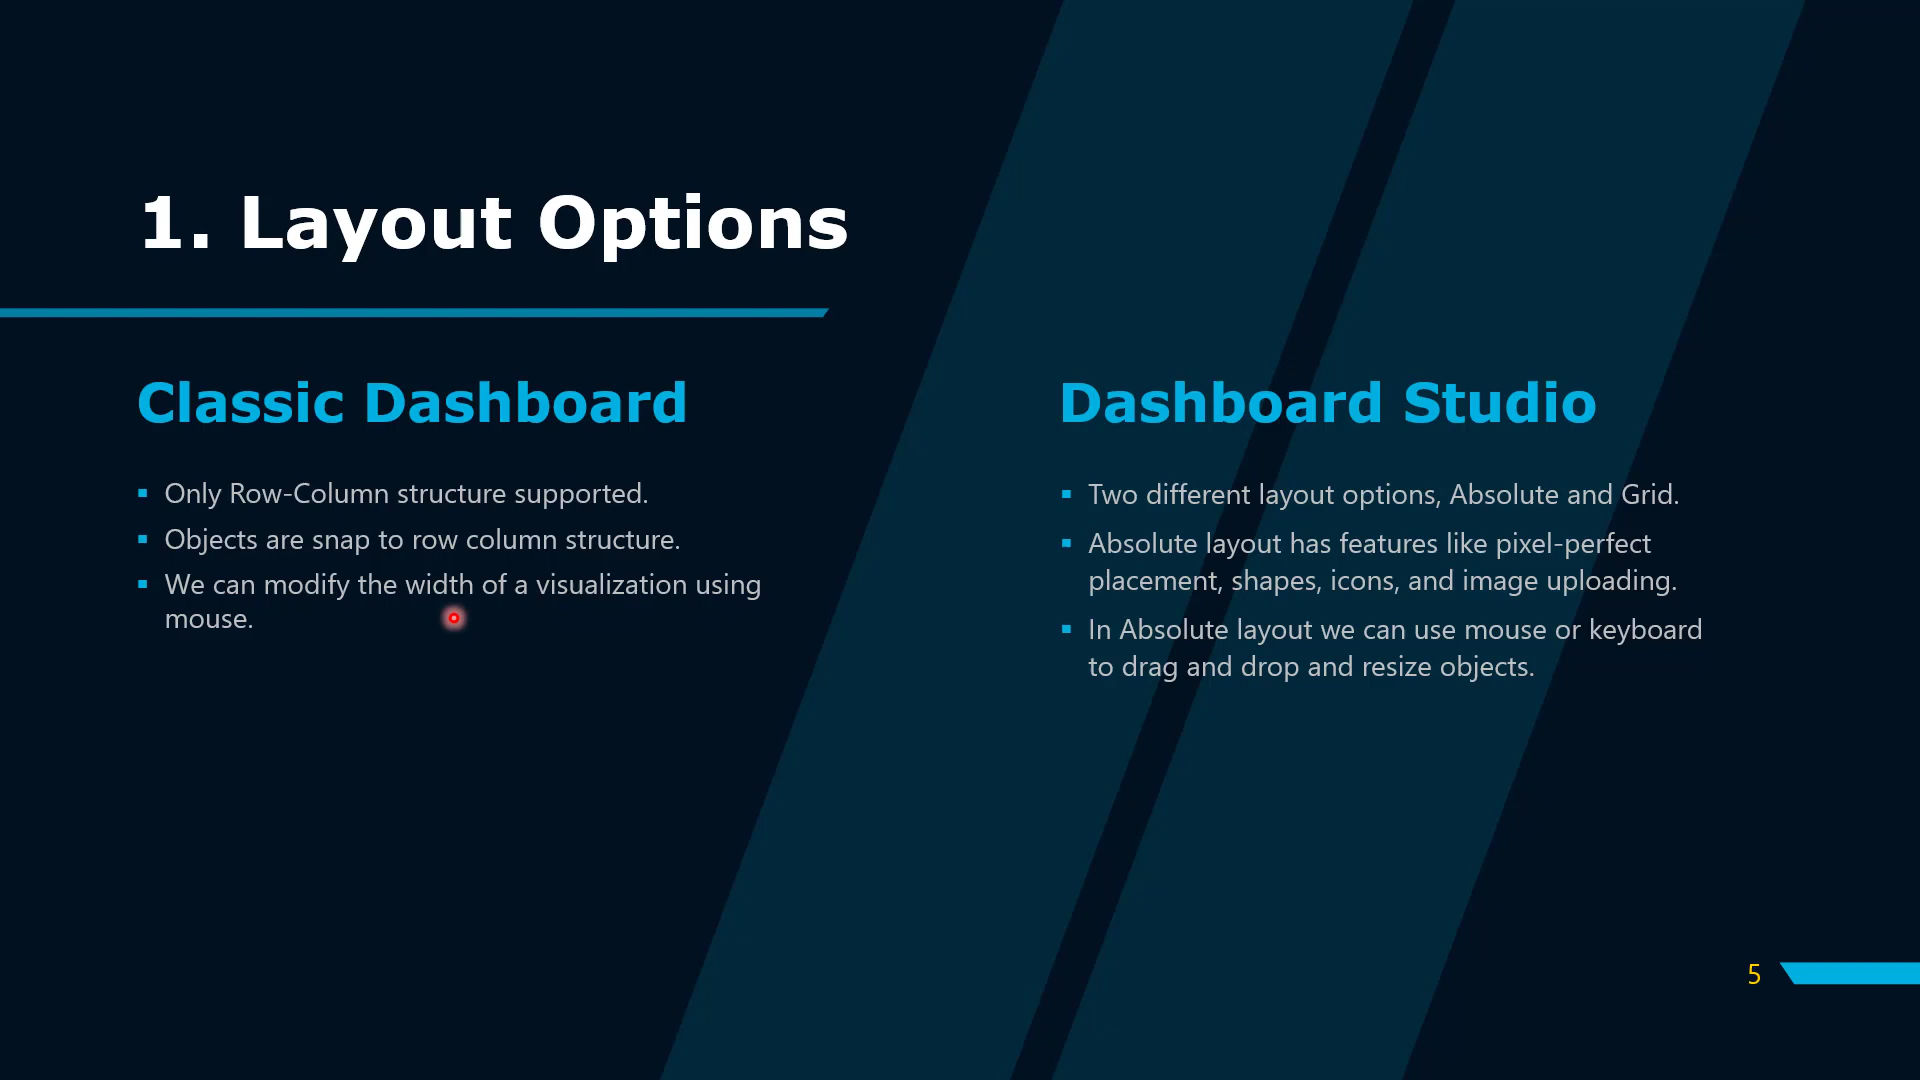 1. Layout Options
Classic Dashboard
Only Row-Column structure supported.
Objects are snap to row column structure.
We can modify the width of a visualization using
mouse.
Dashboard Studio
Two different layout options, Absolute and Grid.
Absolute layout has features like pixel-perfect
placement, shapes, icons, and image uploading.
In Absolute layout we can use mouse or keyboard
to drag and drop and resize objects.
5